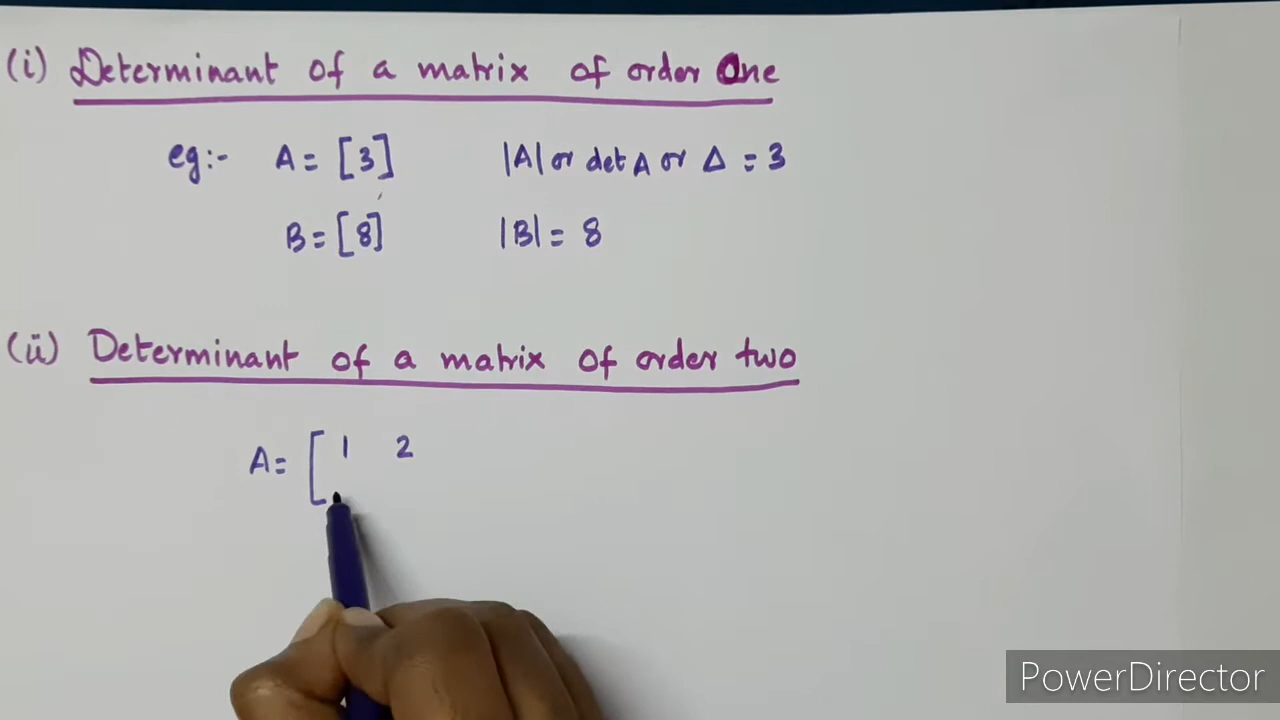 (i) Determinant of a matrix of order One
eg:- A = [3] |A| or det A or Δ = 3
B = [8] |B| = 8
(ii) Determinant of a matrix of order two
A = [ 1 2
PowerDirector